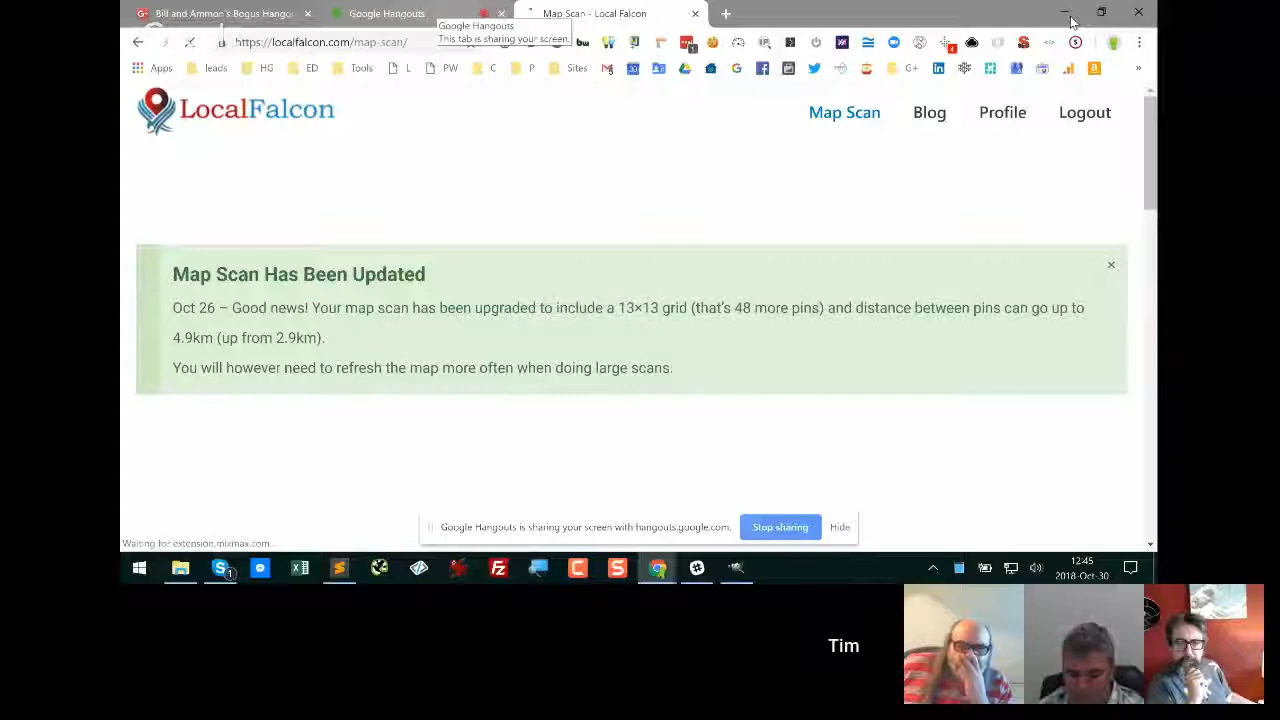 Bill and Ammon's Bogus Hangou
Google Hangouts
Map Scan - Local Falcon
Google Hangouts
This tab is sharing your screen.
https://localfalcon.com/map-scan/
Apps
leads
HG
ED
Tools
L
PW
C
P
Sites
G+
LocalFalcon
Map Scan
Blog
Profile
Logout
Map Scan Has Been Updated
Oct 26 – Good news! Your map scan has been upgraded to include a 13×13 grid (that's 48 more pins) and distance between pins can go up to
4.9km (up from 2.9km).
You will however need to refresh the map more often when doing large scans.
Google Hangouts is sharing your screen with hangouts.google.com.
Stop sharing
Hide
Waiting for extension.mixmax.com...
12:45
2018-Oct-30
Tim